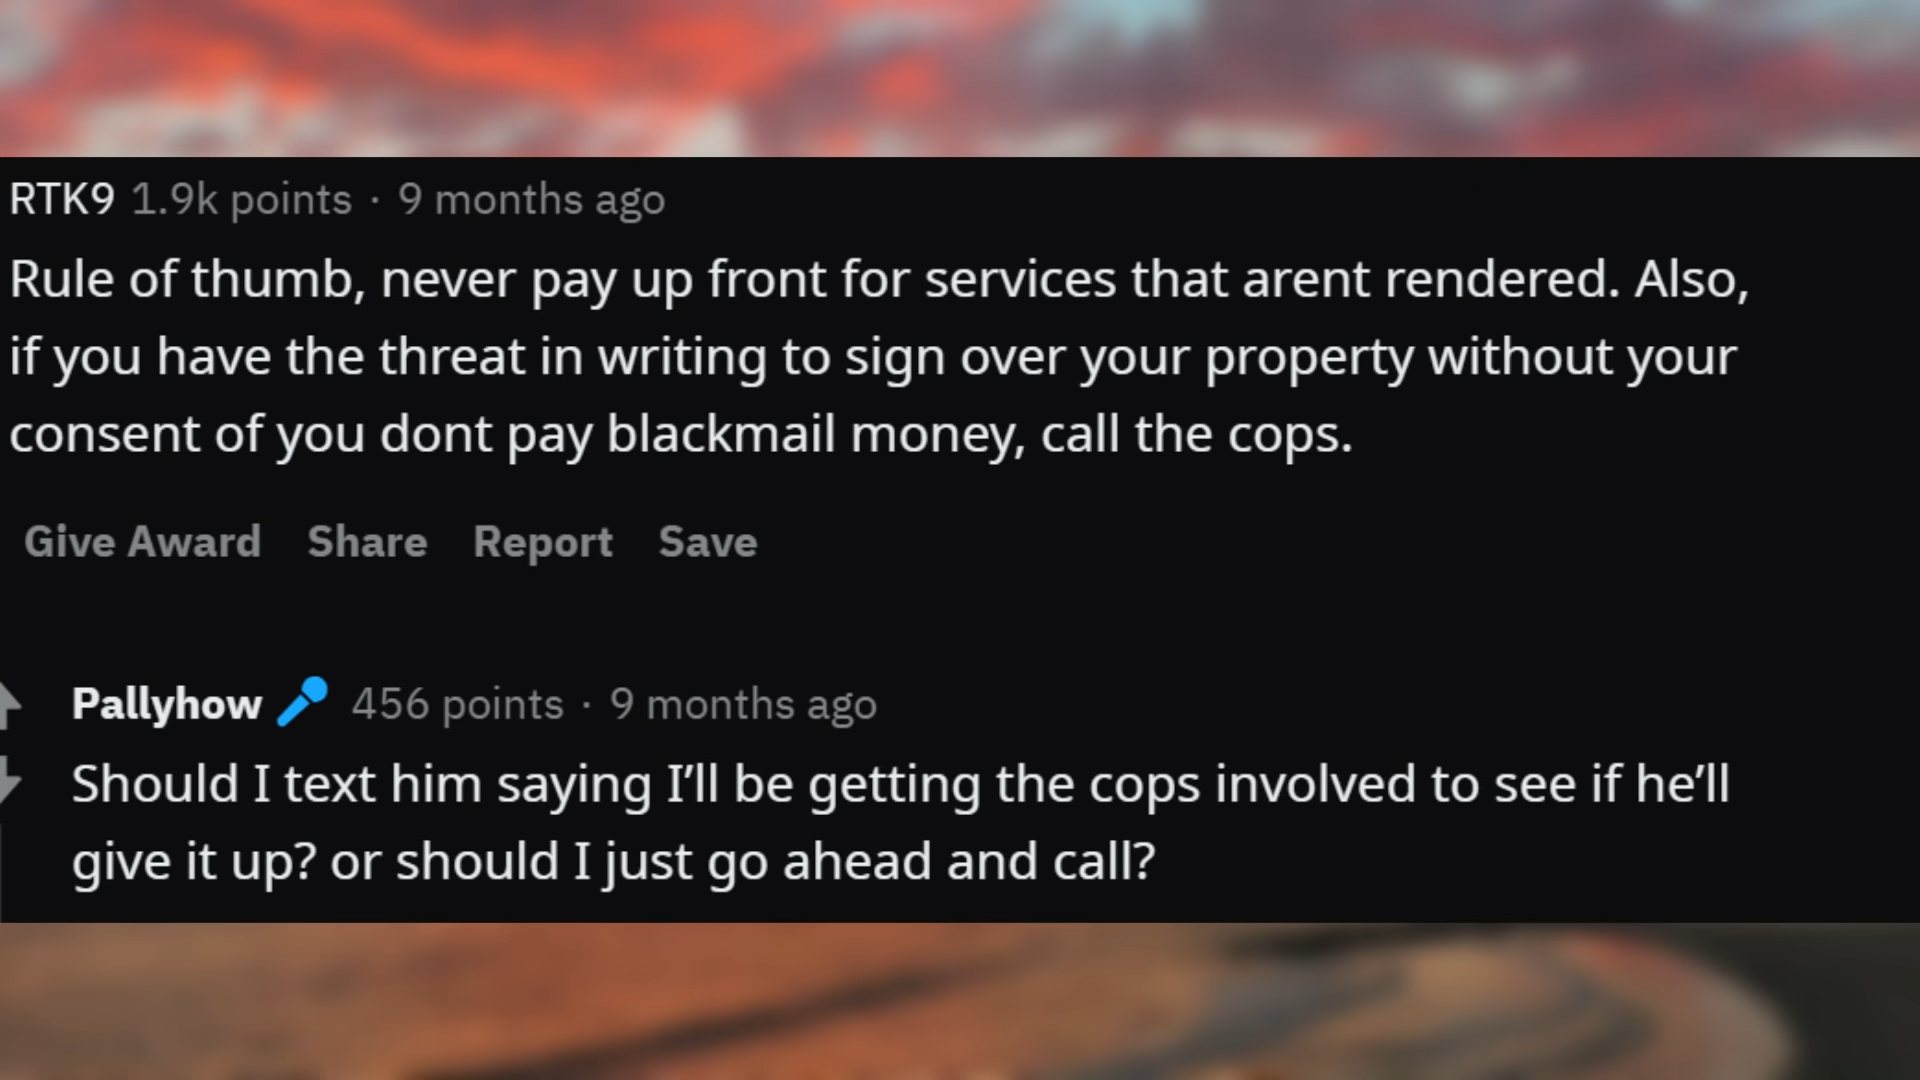 RTK9 1.9k points · 9 months ago
Rule of thumb, never pay up front for services that arent rendered. Also,
if you have the threat in writing to sign over your property without your
consent of you dont pay blackmail money, call the cops.
Give Award Share Report Save
Pallyhow 456 points · 9 months ago
Should I text him saying I’ll be getting the cops involved to see if he’ll
give it up? or should I just go ahead and call?